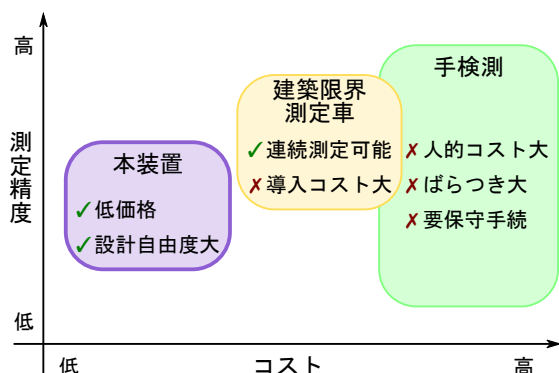 高
測定精度
低
本装置
✓低価格
✓設計自由度大
建築限界
測定車
✓連続測定可能
✗導入コスト大
手検測
✗人的コスト大
✗ばらつき大
✗要保守手続
低
コスト
高